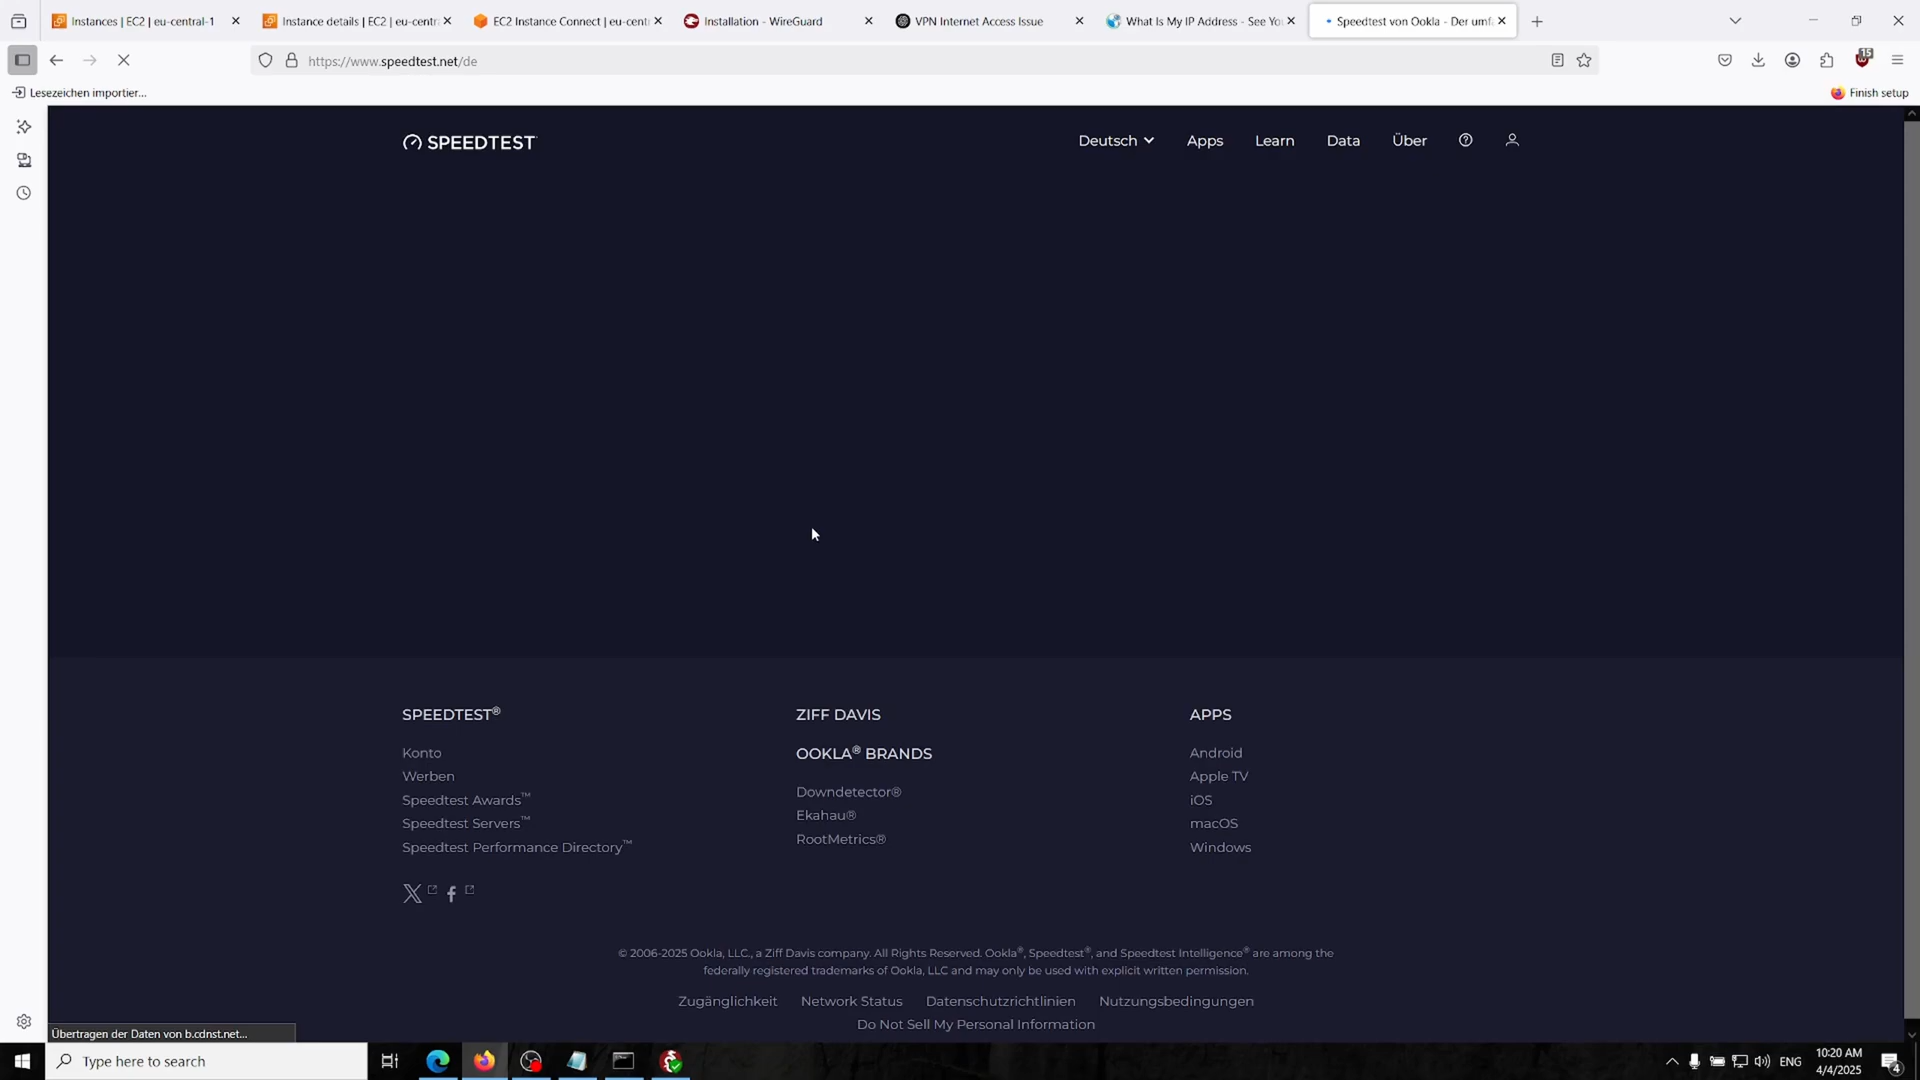 Instances | EC2 | eu-central-1
Instance details | EC2 | eu-centr
EC2 Instance Connect | eu-cent
Installation - WireGuard
VPN Internet Access Issue
What Is My IP Address - See Yo
Speedtest von Ookla - Der umf
https://www.speedtest.net/de
15
Lesezeichen importier...
Finish setup
SPEEDTEST
Deutsch
Apps
Learn
Data
Über
SPEEDTEST®
Konto
Werben
Speedtest Awards™
Speedtest Servers™
Speedtest Performance Directory™
ZIFF DAVIS
OOKLA® BRANDS
Downdetector®
Ekahau®
RootMetrics®
APPS
Android
Apple TV
iOS
macOS
Windows
© 2006-2025 Ookla, LLC., a Ziff Davis company. All Rights Reserved. Ookla®, Speedtest®, and Speedtest Intelligence® are among the
federally registered trademarks of Ookla, LLC and may only be used with explicit written permission.
Zugänglichkeit
Network Status
Datenschutzrichtlinien
Nutzungsbedingungen
Do Not Sell My Personal Information
Übertragen der Daten von b.cdnst.net...
Type here to search
ENG
10:20 AM
4/4/2025
4